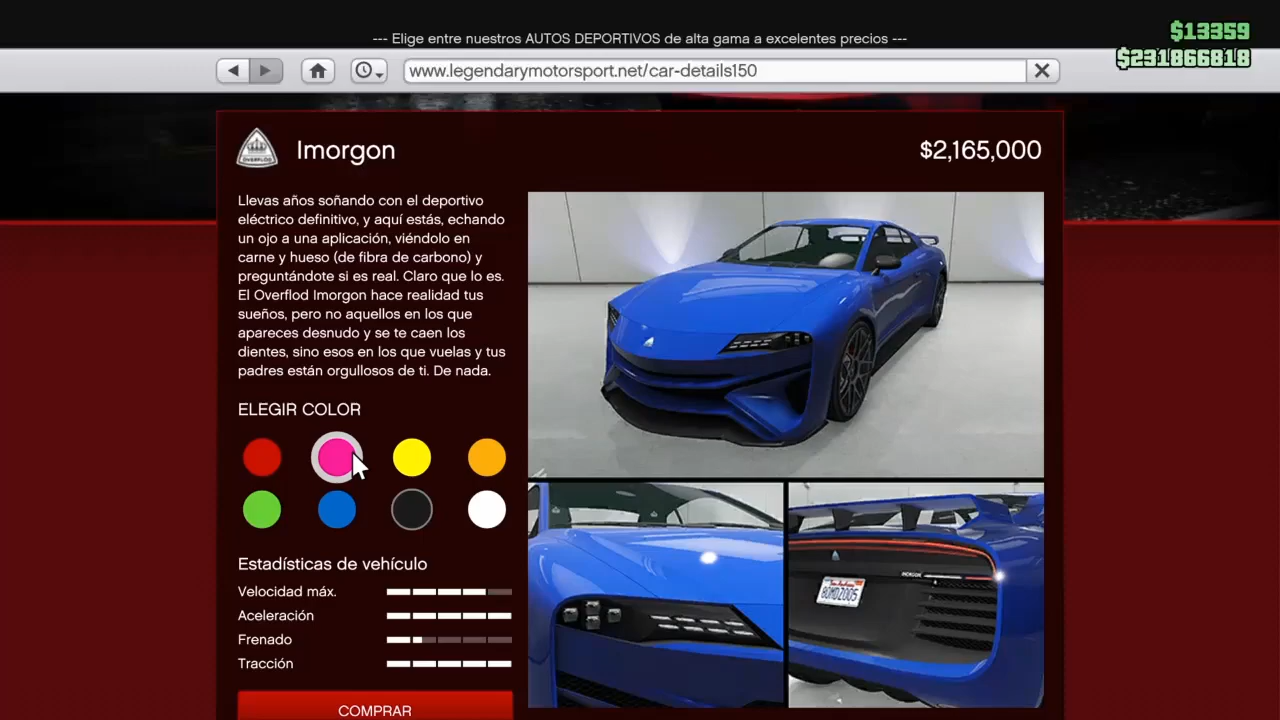 --- Elige entre nuestros AUTOS DEPORTIVOS de alta gama a excelentes precios ---
$13359
$231866818
www.legendarymotorsport.net/car-details150
OVERFLOD
Imorgon
$2,165,000
Llevas años soñando con el deportivo
eléctrico definitivo, y aquí estás, echando
un ojo a una aplicación, viéndolo en
carne y hueso (de fibra de carbono) y
preguntándote si es real. Claro que lo es.
El Overflod Imorgon hace realidad tus
sueños, pero no aquellos en los que
apareces desnudo y se te caen los
dientes, sino esos en los que vuelas y tus
padres están orgullosos de ti. De nada.
ELEGIR COLOR
Estadísticas de vehículo
Velocidad máx.
Aceleración
Frenado
Tracción
COMPRAR